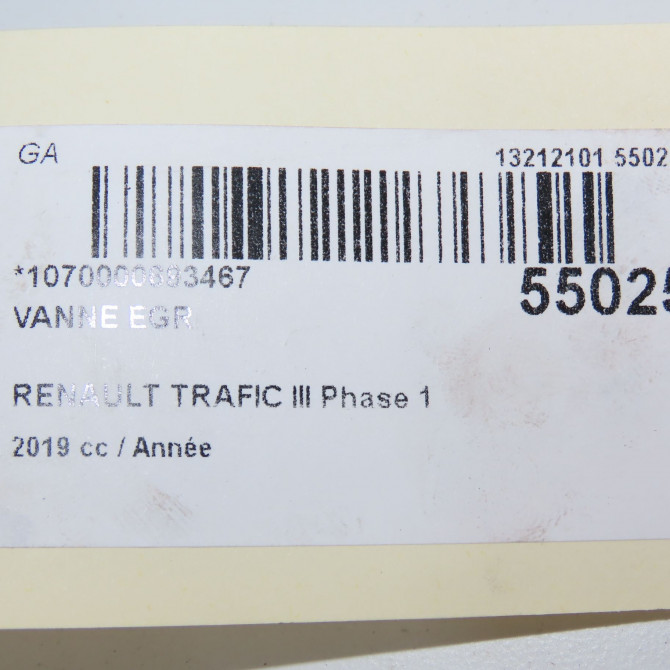 GA
13212101 5502
*1070000693467
55025
VANNE EGR
RENAULT TRAFIC III Phase 1
2019 cc / Année